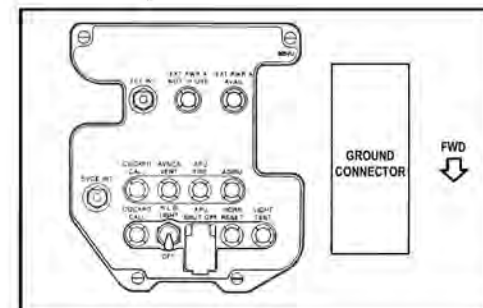 EXT PWR A
NOT IN USE
EXT PWR A
AVAIL
SVCE INT
COCKPIT
CALL
AVNCS
VENT
APU
FIRE
ADIRU
COCKPIT
CALL
N.L.G
LIGHT
APU
SHUT OFF
HORN
RESET
LIGHT
TEST
OFF
GROUND
CONNECTOR
FWD